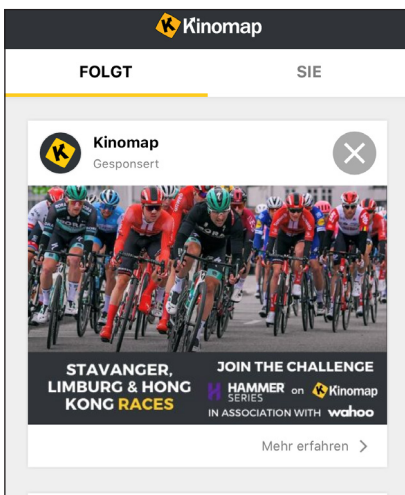 Kinomap
FOLGT
SIE
Kinomap
Gesponsert
STAVANGER,
LIMBURG & HONG
KONG RACES
JOIN THE CHALLENGE
HAMMER
SERIES
on Kinomap
IN ASSOCIATION WITH wahoo
Mehr erfahren